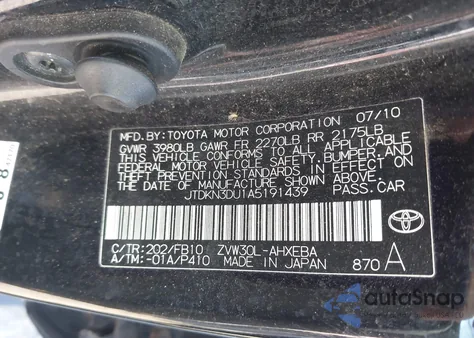 MFD.BY: TOYOTA MOTOR CORPORATION 07/10
GVWR 3980LB GAWR FR 2270LB RR 2175LB
THIS VEHICLE CONFORMS TO ALL APPLICABLE
FEDERAL MOTOR VEHICLE SAFETY, BUMPER, AND
THEFT PREVENTION STANDARDS IN EFFECT ON
THE DATE OF MANUFACTURE SHOWN ABOVE.
JTDKN3DU1A5191439 PASS.CAR
C/TR: 202/FB10 ZVW30L-AHXEBA
A/TM: -01A/P410 MADE IN JAPAN 870 A
TOYOTA
autoSnap